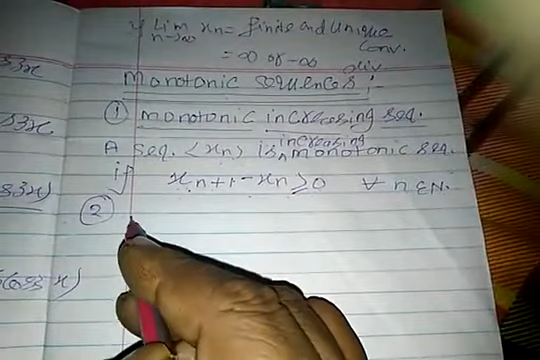 if lim xn = finite and unique conv.
n→∞
= ∞ or -∞ div.
monotonic sequences :-
① monotonic increasing seq.
A seq. <xn> is increasing monotonic seq.
if xn+1 - xn ≥ 0 ∀ n ∈ N.
②